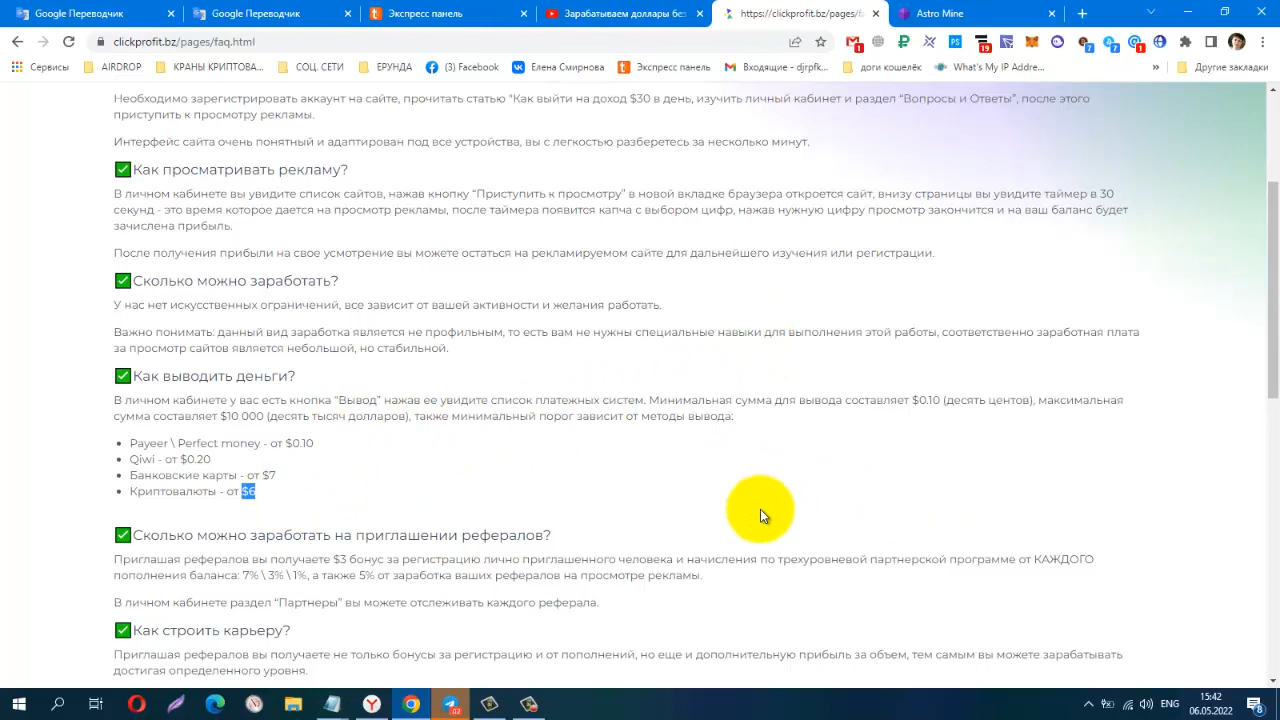 Google Переводчик
Google Переводчик
Экспресс панель
Зарабатываем доллары бе
https://clickprofit.bz/pages/fa
Astro Mine
clickprofit.bz/pages/faq.html
Сервисы
AIRDROP
КРАНЫ КРИПТОВА...
СОЦ. СЕТИ
ЕРУНДА
(3) Facebook
Елена Смирнова
Экспресс панель
Входящие - djrpfk...
доги кошелёк
What's My IP Addre...
Другие закладки
Необходимо зарегистрировать аккаунт на сайте, прочитать статью "Как выйти на доход $30 в день, изучить личный кабинет и раздел “Вопросы и Ответы”, после этого
приступить к просмотру рекламы.
Интерфейс сайта очень понятный и адаптирован под все устройства, вы с легкостью разберетесь за несколько минут.
Как просматривать рекламу?
В личном кабинете вы увидите список сайтов, нажав кнопку “Приступить к просмотру” в новой вкладке браузера откроется сайт, внизу страницы вы увидите таймер в 30
секунд - это время которое дается на просмотр рекламы, после таймера появится капча с выбором цифр, нажав нужную цифру просмотр закончится и на ваш баланс будет
зачислена прибыль.
После получения прибыли на свое усмотрение вы можете остаться на рекламируемом сайте для дальнейшего изучения или регистрации.
Сколько можно заработать?
У нас нет искусственных ограничений, все зависит от вашей активности и желания работать.
Важно понимать: данный вид заработка является не профильным, то есть вам не нужны специальные навыки для выполнения этой работы, соответственно заработная плата
за просмотр сайтов является небольшой, но стабильной.
Как выводить деньги?
В личном кабинете у вас есть кнопка “Вывод” нажав ее увидите список платежных систем. Минимальная сумма для вывода составляет $0.10 (десять центов), максимальная
сумма составляет $10 000 (десять тысяч долларов), также минимальный порог зависит от методы вывода:
Payeer \ Perfect money - от $0.10
Qiwi - от $0.20
Банковские карты - от $7
Криптовалюты - от $6
Сколько можно заработать на приглашении рефералов?
Приглашая рефералов вы получаете $3 бонус за регистрацию лично приглашенного человека и начисления по трехуровневой партнерской программе от КАЖДОГО
пополнения баланса: 7% \ 3% \ 1%, а также 5% от заработка ваших рефералов на просмотре рекламы.
В личном кабинете раздел “Партнеры” вы можете отслеживать каждого реферала.
Как строить карьеру?
Приглашая рефералов вы получаете не только бонусы за регистрацию и от пополнений, но еще и дополнительную прибыль за объем, тем самым вы можете зарабатывать
достигая определенного уровня.
ENG
15:42
06.05.2022